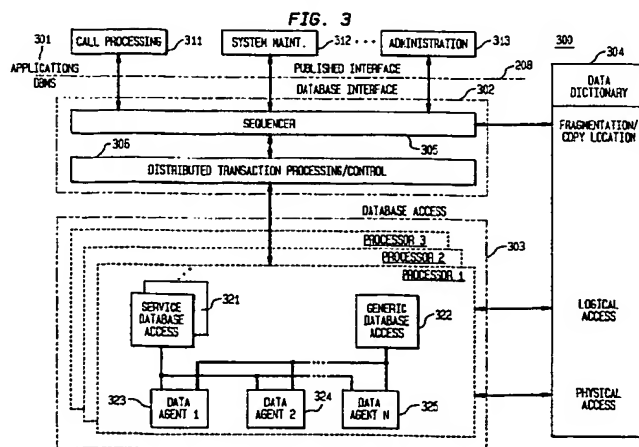 FIG. 3
301
CALL PROCESSING
311
SYSTEM MAINT.
312
ADMINISTRATION
313
300
304
APPLICATIONS
DBMS
PUBLISHED INTERFACE
208
DATABASE INTERFACE
302
DATA
DICTIONARY
SEQUENCER
305
FRAGMENTATION/
COPY LOCATION
306
DISTRIBUTED TRANSACTION PROCESSING/CONTROL
DATABASE ACCESS
303
PROCESSOR 3
PROCESSOR 2
PROCESSOR 1
321
SERVICE
DATABASE
ACCESS
GENERIC
DATABASE
ACCESS
322
LOGICAL
ACCESS
323
DATA
AGENT 1
DATA
AGENT 2
324
DATA
AGENT N
325
PHYSICAL
ACCESS